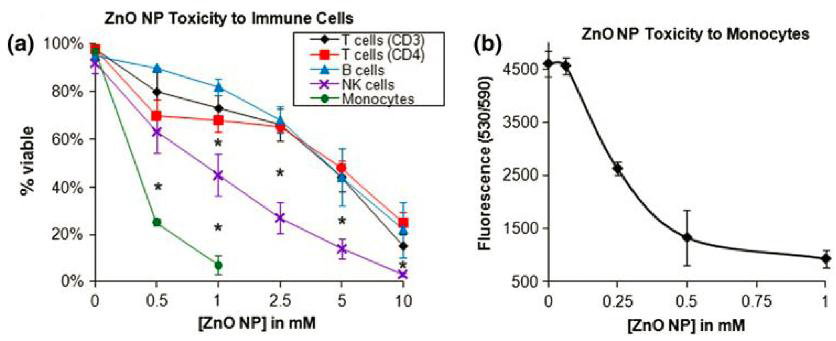 ZnO NP Toxicity to Immune Cells
(a)
T cells (CD3)
T cells (CD4)
B cells
NK cells
Monocytes
100%
80%
60%
40%
20%
0%
% viable
0 0.5 1 2.5 5 10
[ZnO NP] in mM
* * * * * *
(b)
ZnO NP Toxicity to Monocytes
4500
3500
2500
1500
500
Fluorescence (530/590)
0 0.25 0.5 0.75 1
[ZnO NP] in mM